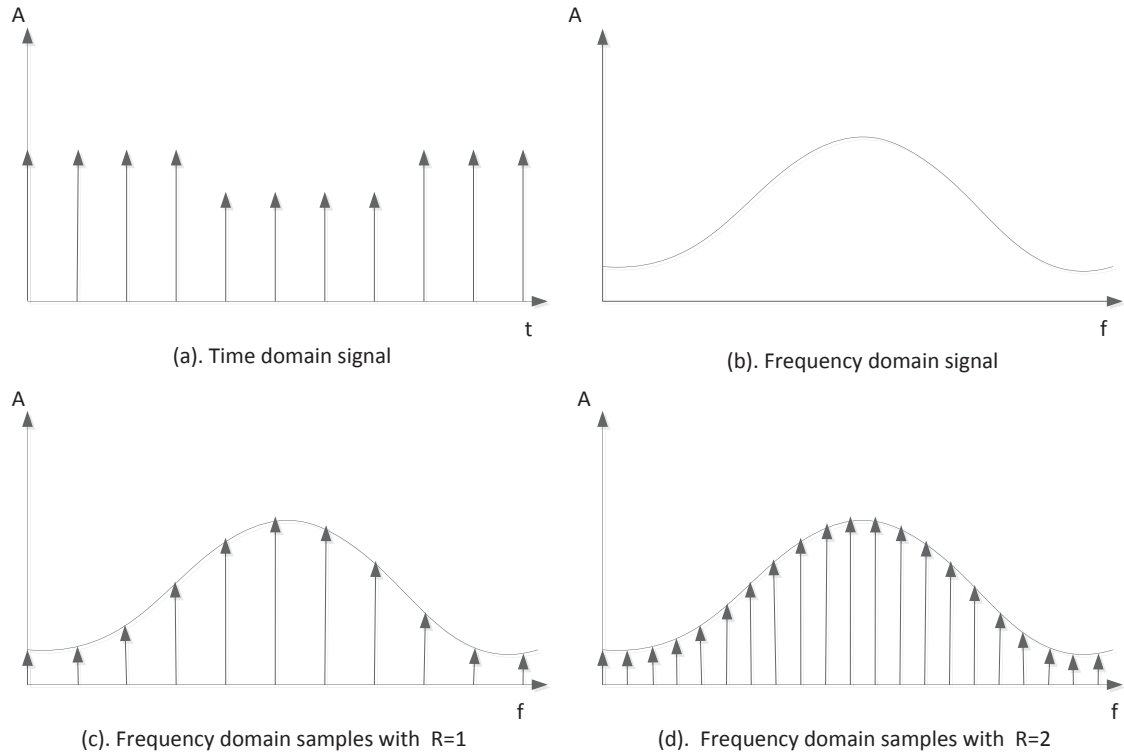 A
A
t
f
(a). Time domain signal
(b). Frequency domain signal
A
A
f
f
(c). Frequency domain samples with R=1
(d). Frequency domain samples with R=2